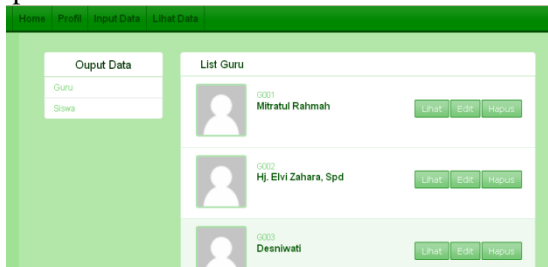 Home Profil Input Data Lihat Data
Ouput Data
Guru
Siswa
List Guru
G001
Mitratul Rahmah
Lihat Edit Hapus
G002
Hj. Elvi Zahara, Spd
Lihat Edit Hapus
G003
Desniwati
Lihat Edit Hapus